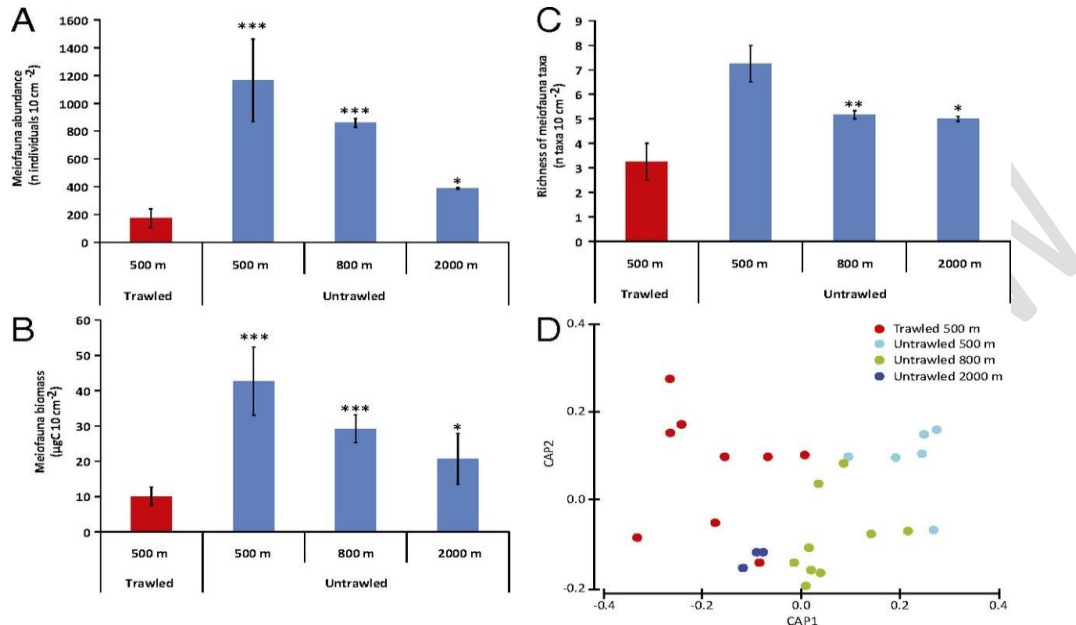 A
1600
1400
1200
1000
800
600
400
200
0
Meiofauna abundance
(n individuals 10 cm -2)
***
***
*
500 m 500 m 800 m 2000 m
Trawled Untrawled
B
60
50
40
30
20
10
0
Meiofauna biomass
(µgC 10 cm -2)
***
***
*
500 m 500 m 800 m 2000 m
Trawled Untrawled
C
9
8
7
6
5
4
3
2
1
0
Richness of meiofauna taxa
(n taxa 10 cm -2)
**
*
500 m 500 m 800 m 2000 m
Trawled Untrawled
D
0.4
0.2
0.0
-0.2
CAP2
Trawled 500 m
Untrawled 500 m
Untrawled 800 m
Untrawled 2000 m
-0.4 -0.2 0.0 0.2 0.4
CAP1